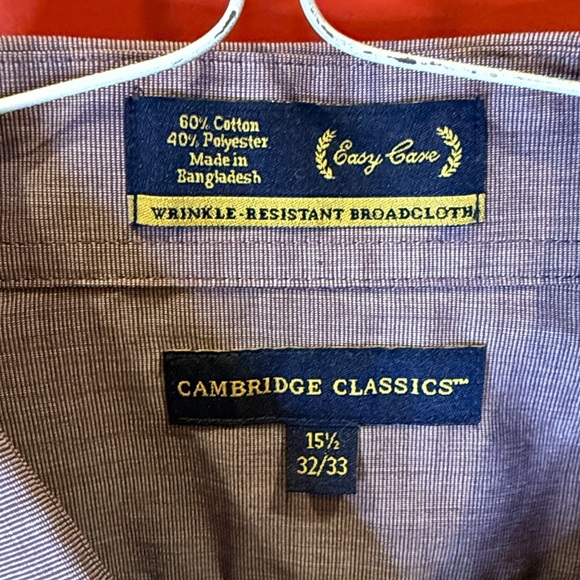 60% Cotton
40% Polyester
Made in
Bangladesh
Easy Care
WRINKLE-RESISTANT BROADCLOTH
CAMBRIDGE CLASSICS™
15½
32/33